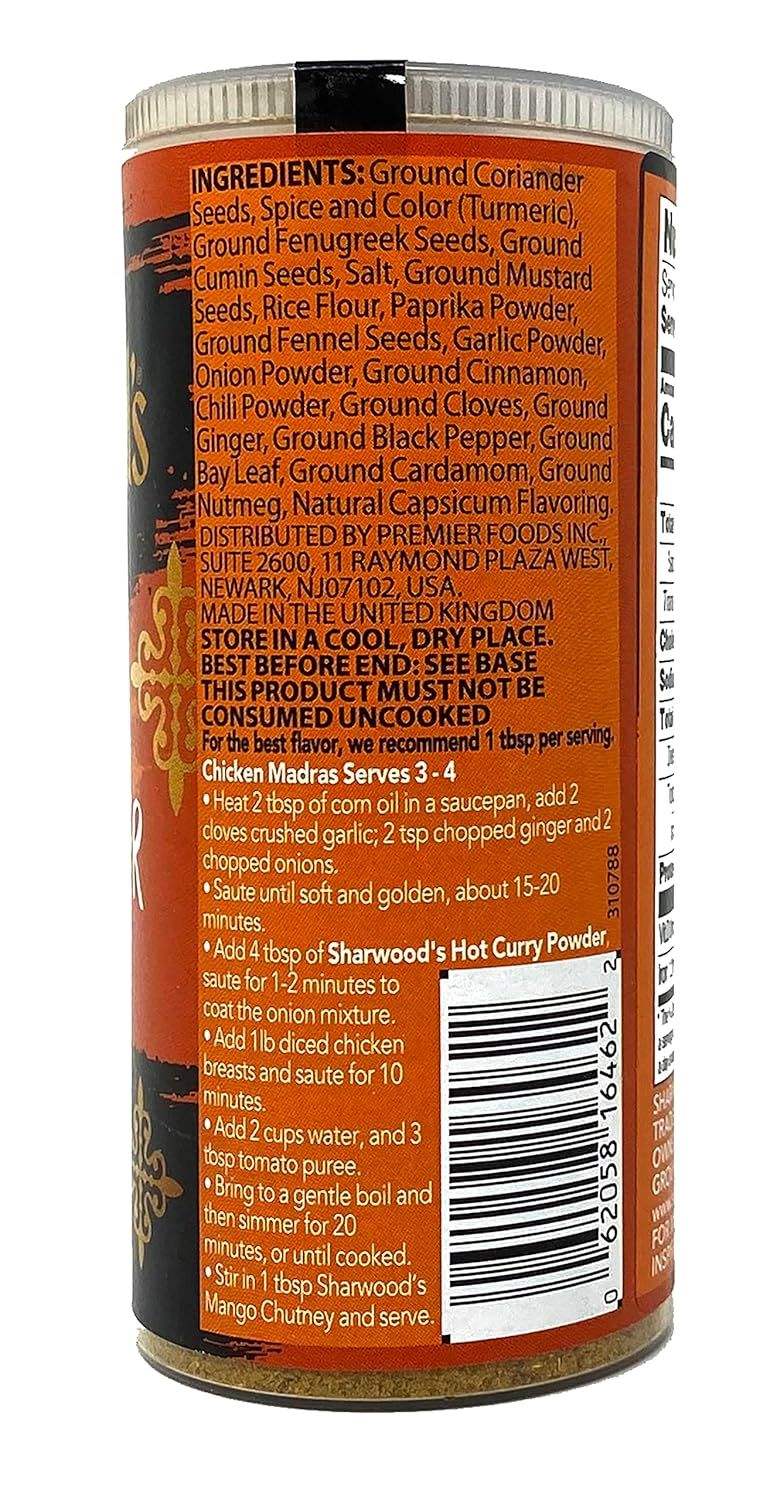 INGREDIENTS: Ground Coriander
Seeds, Spice and Color (Turmeric),
Ground Fenugreek Seeds, Ground
Cumin Seeds, Salt, Ground Mustard
Seeds, Rice Flour, Paprika Powder,
Ground Fennel Seeds, Garlic Powder,
Onion Powder, Ground Cinnamon,
Chili Powder, Ground Cloves, Ground
Ginger, Ground Black Pepper, Ground
Bay Leaf, Ground Cardamom, Ground
Nutmeg, Natural Capsicum Flavoring.
DISTRIBUTED BY PREMIER FOODS INC.,
SUITE 2600, 11 RAYMOND PLAZA WEST,
NEWARK, NJ07102, USA.
MADE IN THE UNITED KINGDOM
STORE IN A COOL, DRY PLACE.
BEST BEFORE END: SEE BASE
THIS PRODUCT MUST NOT BE
CONSUMED UNCOOKED
For the best flavor, we recommend 1 tbsp per serving.
Chicken Madras Serves 3 - 4
• Heat 2 tbsp of corn oil in a saucepan, add 2
cloves crushed garlic; 2 tsp chopped ginger and 2
chopped onions.
• Saute until soft and golden, about 15-20
minutes.
• Add 4 tbsp of Sharwood's Hot Curry Powder,
saute for 1-2 minutes to
coat the onion mixture.
• Add 1lb diced chicken
breasts and saute for 10
minutes.
• Add 2 cups water, and 3
tbsp tomato puree.
• Bring to a gentle boil and
then simmer for 20
minutes, or until cooked.
• Stir in 1 tbsp Sharwood's
Mango Chutney and serve.
310788
0 62058 16462 2